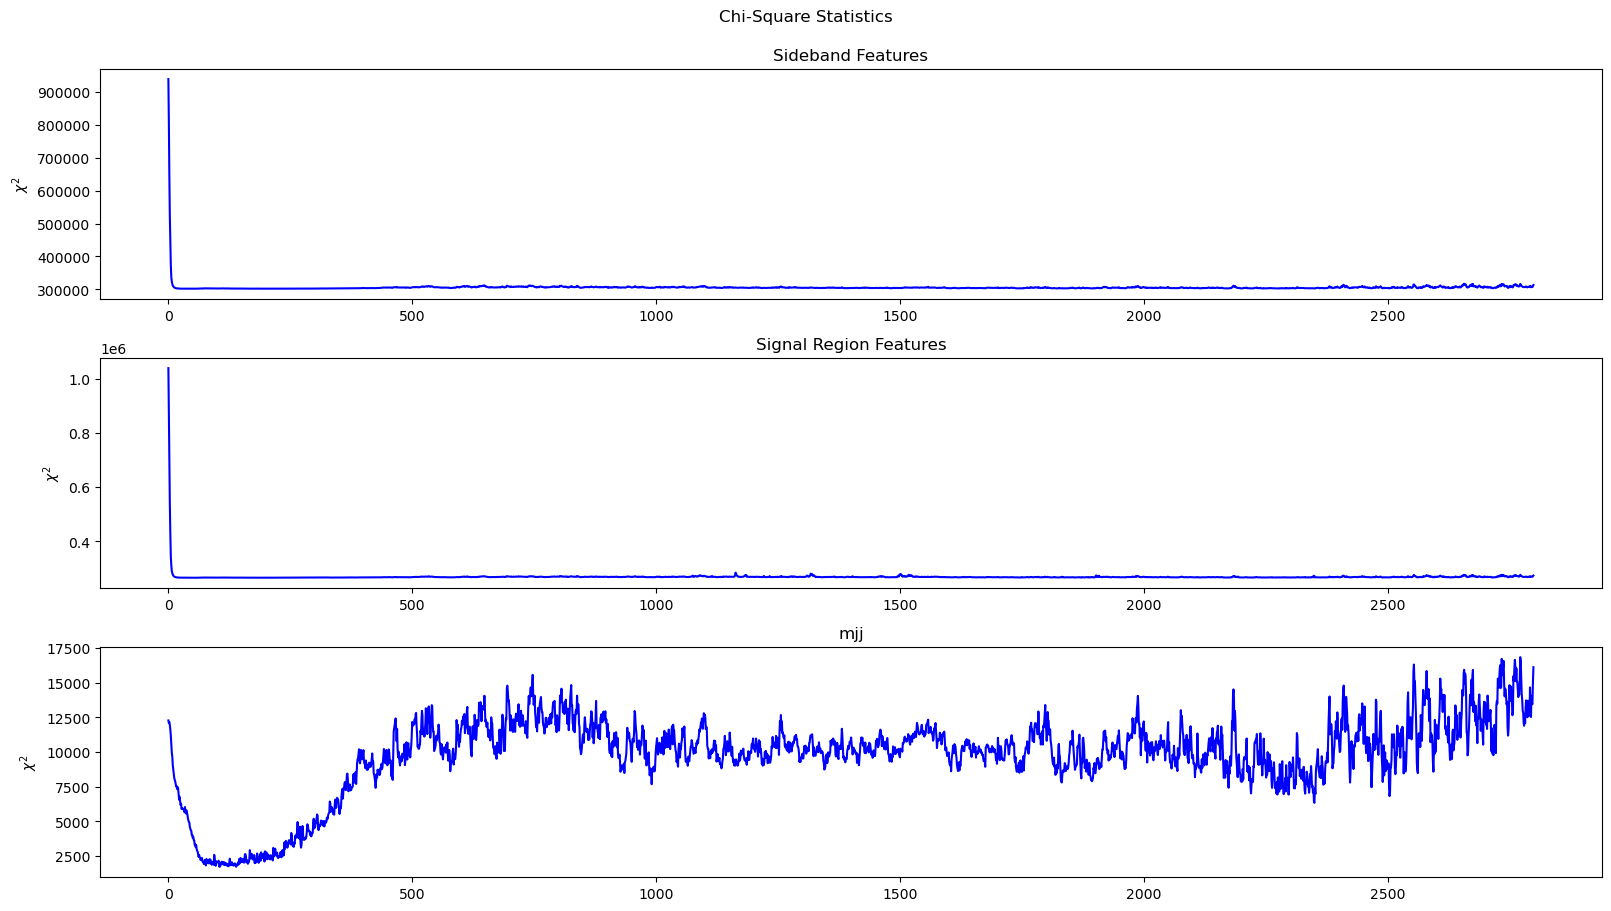 Chi-Square Statistics
Sideband Features
900000
800000
700000
600000
500000
400000
300000
χ²
0 500 1000 1500 2000 2500
Signal Region Features
1e6
1.0
0.8
0.6
0.4
χ²
0 500 1000 1500 2000 2500
mjj
17500
15000
12500
10000
7500
5000
2500
χ²
0 500 1000 1500 2000 2500